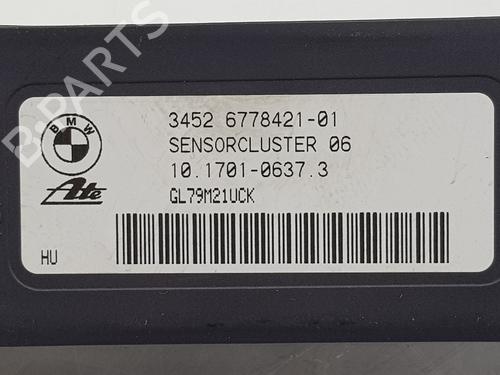 B-PARTS
BMW
Ate
3452 6778421-01
SENSORCLUSTER 06
10.1701-0637.3
GL79M21UCK
HU